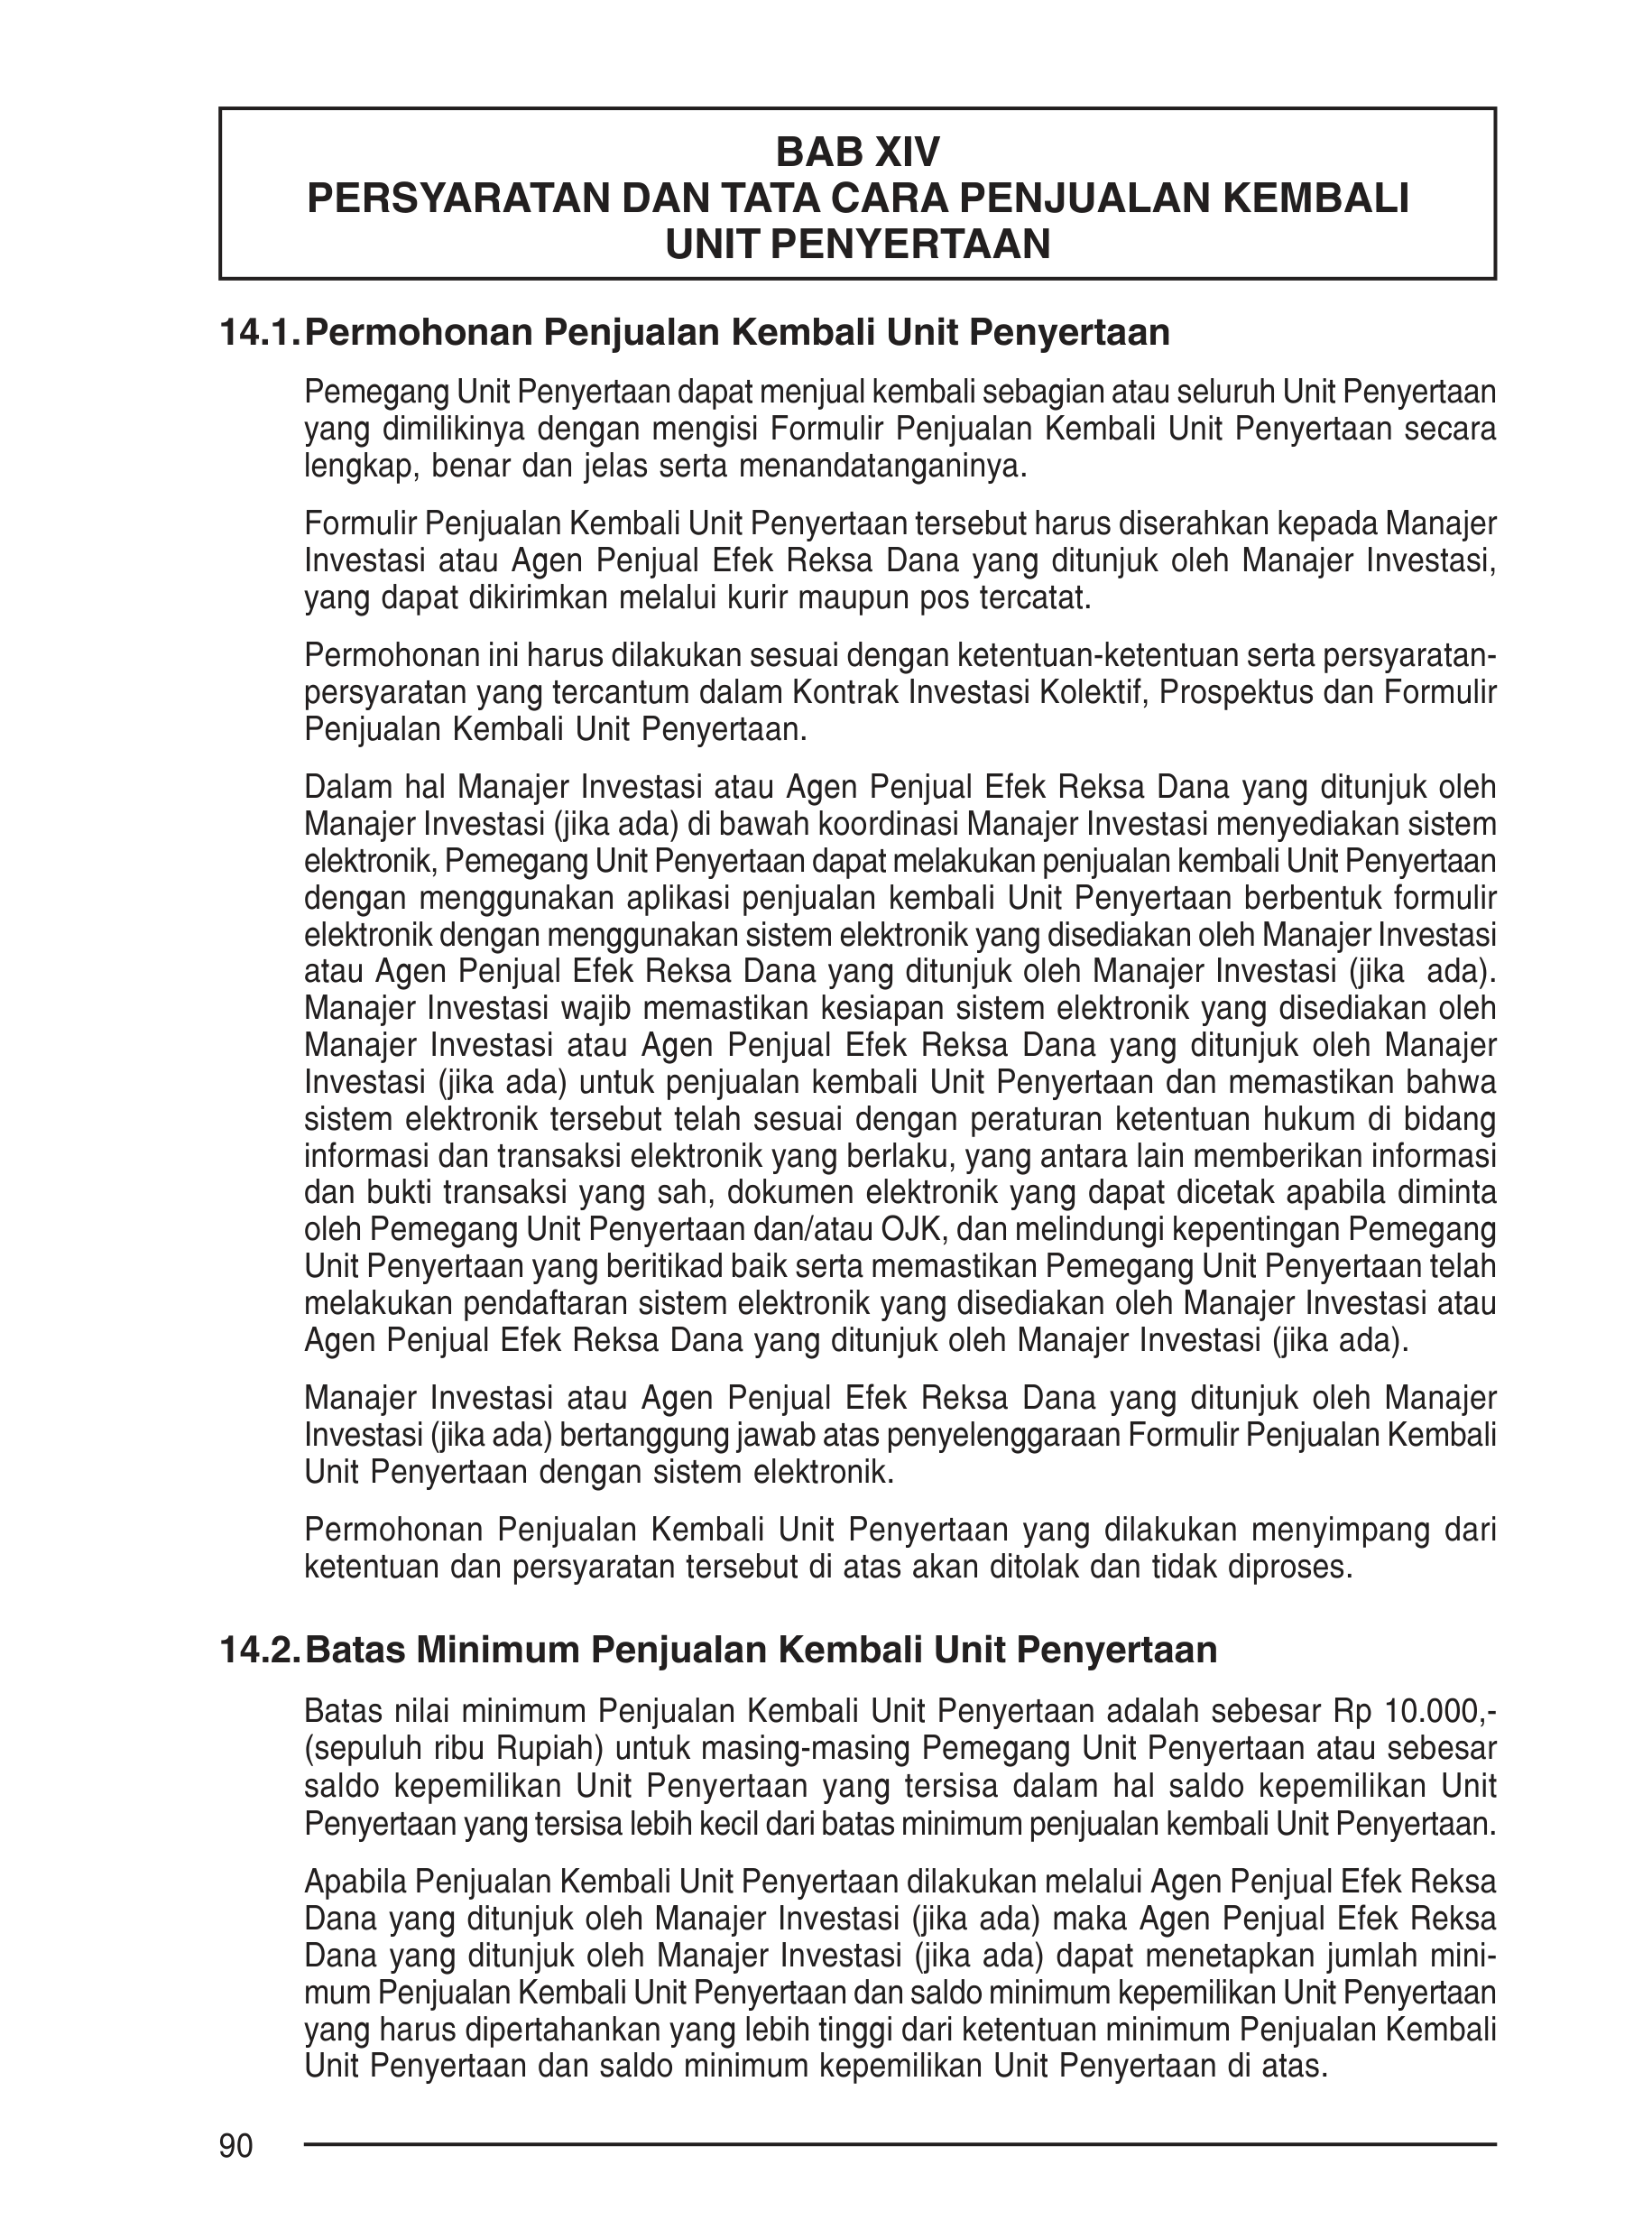 BAB XIV
PERSYARATAN DAN TATA CARA PENJUALAN KEMBALI
UNIT PENYERTAAN
14.1. Permohonan Penjualan Kembali Unit Penyertaan
Pemegang Unit Penyertaan dapat menjual kembali sebagian atau seluruh Unit Penyertaan
yang dimilikinya dengan mengisi Formulir Penjualan Kembali Unit Penyertaan secara
lengkap, benar dan jelas serta menandatanganinya.
Formulir Penjualan Kembali Unit Penyertaan tersebut harus diserahkan kepada Manajer
Investasi atau Agen Penjual Efek Reksa Dana yang ditunjuk oleh Manajer Investasi,
yang dapat dikirimkan melalui kurir maupun pos tercatat.
Permohonan ini harus dilakukan sesuai dengan ketentuan-ketentuan serta persyaratan-
persyaratan yang tercantum dalam Kontrak Investasi Kolektif, Prospektus dan Formulir
Penjualan Kembali Unit Penyertaan.
Dalam hal Manajer Investasi atau Agen Penjual Efek Reksa Dana yang ditunjuk oleh
Manajer Investasi (jika ada) di bawah koordinasi Manajer Investasi menyediakan sistem
elektronik, Pemegang Unit Penyertaan dapat melakukan penjualan kembali Unit Penyertaan
dengan menggunakan aplikasi penjualan kembali Unit Penyertaan berbentuk formulir
elektronik dengan menggunakan sistem elektronik yang disediakan oleh Manajer Investasi
atau Agen Penjual Efek Reksa Dana yang ditunjuk oleh Manajer Investasi (jika ada).
Manajer Investasi wajib memastikan kesiapan sistem elektronik yang disediakan oleh
Manajer Investasi atau Agen Penjual Efek Reksa Dana yang ditunjuk oleh Manajer
Investasi (jika ada) untuk penjualan kembali Unit Penyertaan dan memastikan bahwa
sistem elektronik tersebut telah sesuai dengan peraturan ketentuan hukum di bidang
informasi dan transaksi elektronik yang berlaku, yang antara lain memberikan informasi
dan bukti transaksi yang sah, dokumen elektronik yang dapat dicetak apabila diminta
oleh Pemegang Unit Penyertaan dan/atau OJK, dan melindungi kepentingan Pemegang
Unit Penyertaan yang beritikad baik serta memastikan Pemegang Unit Penyertaan telah
melakukan pendaftaran sistem elektronik yang disediakan oleh Manajer Investasi atau
Agen Penjual Efek Reksa Dana yang ditunjuk oleh Manajer Investasi (jika ada).
Manajer Investasi atau Agen Penjual Efek Reksa Dana yang ditunjuk oleh Manajer
Investasi (jika ada) bertanggung jawab atas penyelenggaraan Formulir Penjualan Kembali
Unit Penyertaan dengan sistem elektronik.
Permohonan Penjualan Kembali Unit Penyertaan yang dilakukan menyimpang dari
ketentuan dan persyaratan tersebut di atas akan ditolak dan tidak diproses.
14.2. Batas Minimum Penjualan Kembali Unit Penyertaan
Batas nilai minimum Penjualan Kembali Unit Penyertaan adalah sebesar Rp 10.000,-
(sepuluh ribu Rupiah) untuk masing-masing Pemegang Unit Penyertaan atau sebesar
saldo kepemilikan Unit Penyertaan yang tersisa dalam hal saldo kepemilikan Unit
Penyertaan yang tersisa lebih kecil dari batas minimum penjualan kembali Unit Penyertaan.
Apabila Penjualan Kembali Unit Penyertaan dilakukan melalui Agen Penjual Efek Reksa
Dana yang ditunjuk oleh Manajer Investasi (jika ada) maka Agen Penjual Efek Reksa
Dana yang ditunjuk oleh Manajer Investasi (jika ada) dapat menetapkan jumlah mini-
mum Penjualan Kembali Unit Penyertaan dan saldo minimum kepemilikan Unit Penyertaan
yang harus dipertahankan yang lebih tinggi dari ketentuan minimum Penjualan Kembali
Unit Penyertaan dan saldo minimum kepemilikan Unit Penyertaan di atas.
90